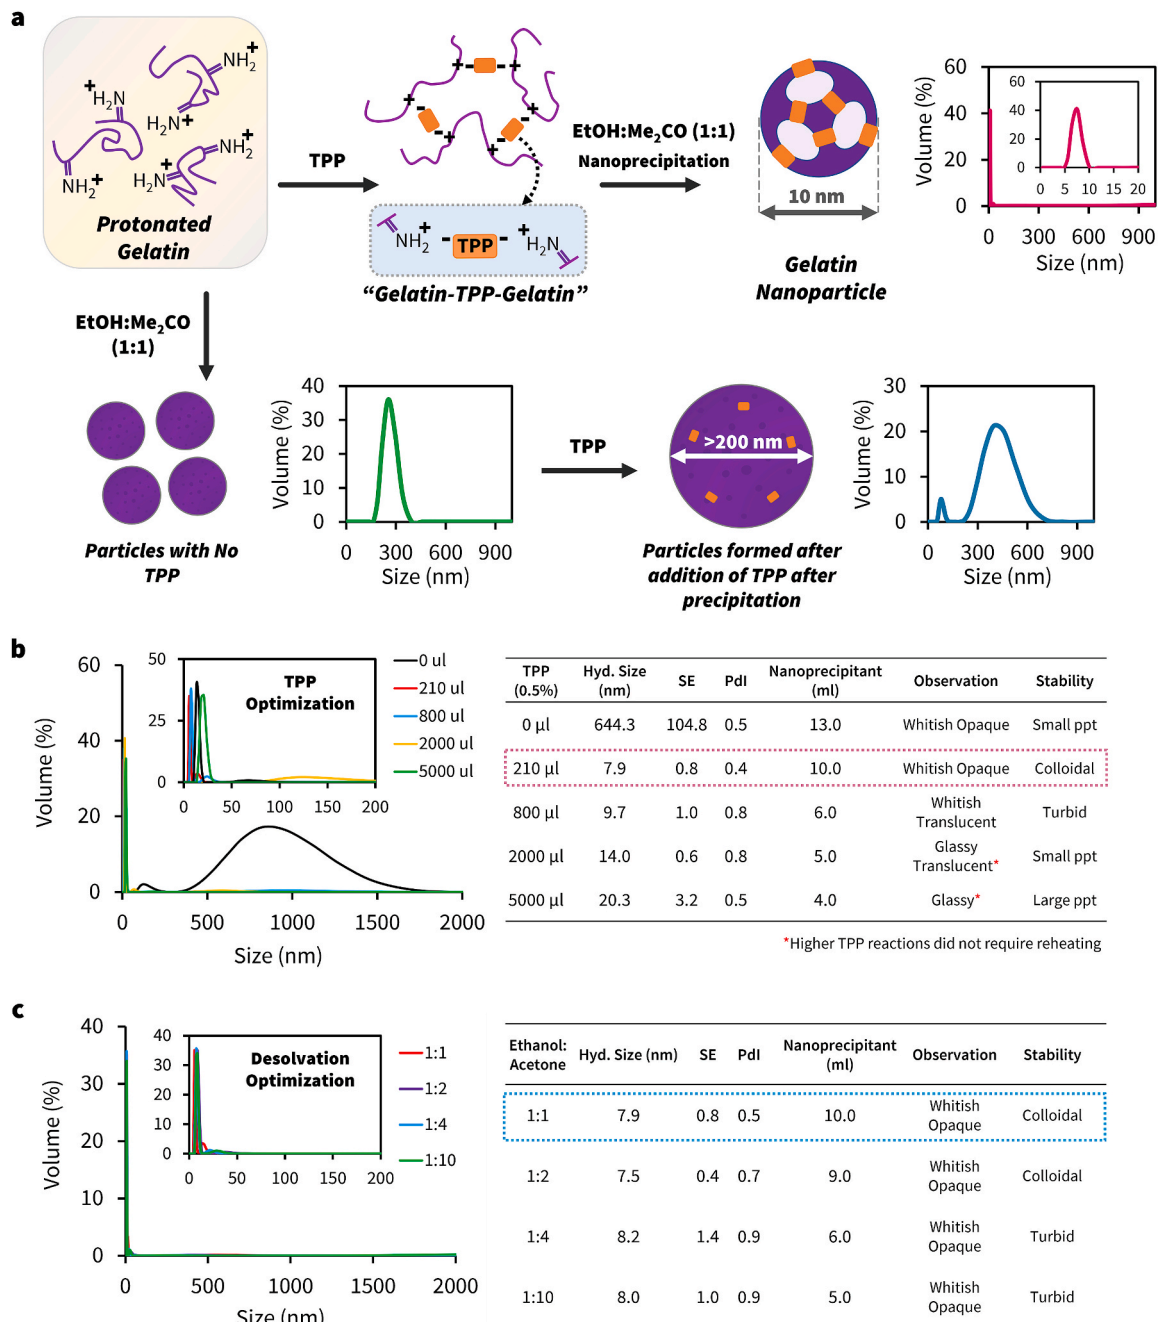 a
NH2+
+H2N
H2N+
NH2+
H2N+
NH2+
Protonated
Gelatin
TPP
+ - - +
+ - - +
+ - - +
NH2+ - TPP - +H2N
“Gelatin-TPP-Gelatin”
EtOH:Me2CO (1:1)
Nanoprecipitation
10 nm
Gelatin
Nanoparticle
Volume (%)
60
40
20
0
0 300 600 900
Size (nm)
60
40
20
0
0 5 10 15 20
EtOH:Me2CO
(1:1)
Particles with No
TPP
Volume (%)
40
30
20
10
0
0 300 600 900
Size (nm)
TPP
>200 nm
Particles formed after
addition of TPP after
precipitation
Volume (%)
30
20
10
0
0 300 600 900
Size (nm)
b
Volume (%)
60
40
20
0
0 500 1000 1500 2000
Size (nm)
50
25
0
0 50 100 150 200
TPP
Optimization
0 ul
210 ul
800 ul
2000 ul
5000 ul
TPP (0.5%) Hyd. Size (nm) SE PdI Nanoprecipitant (ml) Observation Stability
0 µl 644.3 104.8 0.5 13.0 Whitish Opaque Small ppt
210 µl 7.9 0.8 0.4 10.0 Whitish Opaque Colloidal
800 µl 9.7 1.0 0.8 6.0 Whitish Translucent Turbid
2000 µl 14.0 0.6 0.8 5.0 Glassy Translucent* Small ppt
5000 µl 20.3 3.2 0.5 4.0 Glassy* Large ppt
*Higher TPP reactions did not require reheating
c
Volume (%)
40
30
20
10
0
0 500 1000 1500 2000
Size (nm)
40
30
20
10
0
0 50 100 150 200
Desolvation
Optimization
1:1
1:2
1:4
1:10
Ethanol: Acetone Hyd. Size (nm) SE PdI Nanoprecipitant (ml) Observation Stability
1:1 7.9 0.8 0.5 10.0 Whitish Opaque Colloidal
1:2 7.5 0.4 0.7 9.0 Whitish Opaque Colloidal
1:4 8.2 1.4 0.9 6.0 Whitish Opaque Turbid
1:10 8.0 1.0 0.9 5.0 Whitish Opaque Turbid